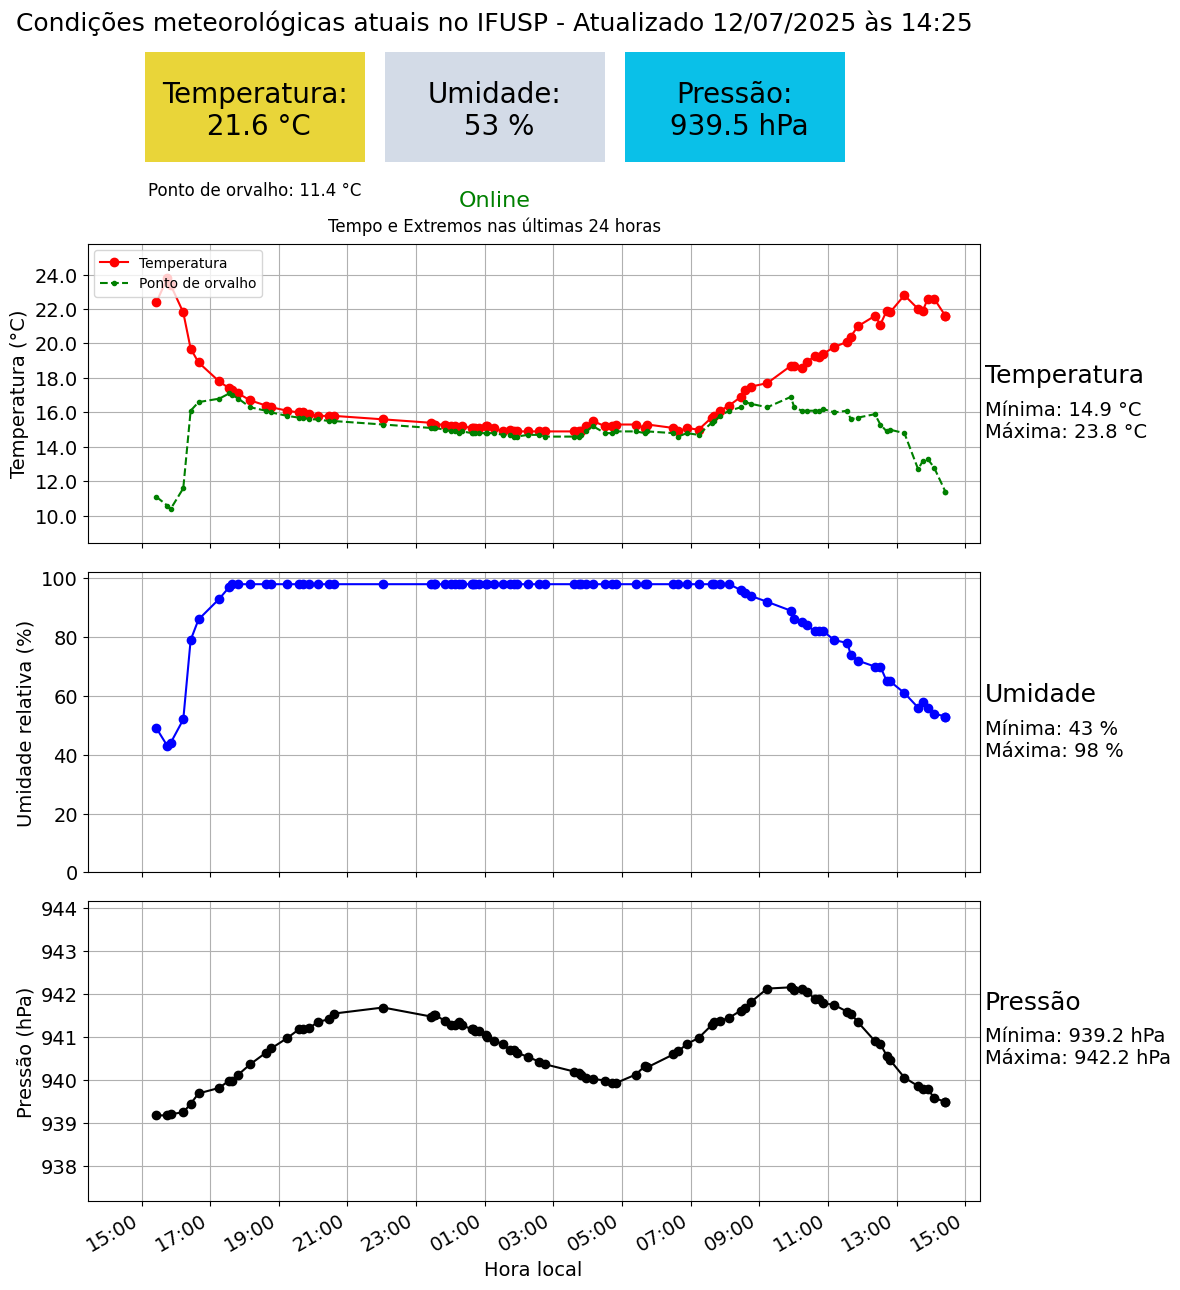 Condições meteorológicas atuais no IFUSP - Atualizado 12/07/2025 às 14:25
Temperatura:
21.6 °C
Umidade:
53 %
Pressão:
939.5 hPa
Ponto de orvalho: 11.4 °C
Online
Tempo e Extremos nas últimas 24 horas
Temperatura
Ponto de orvalho
Temperatura (°C)
24.0
22.0
20.0
18.0
16.0
14.0
12.0
10.0
Temperatura
Mínima: 14.9 °C
Máxima: 23.8 °C
Umidade relativa (%)
100
80
60
40
20
0
Umidade
Mínima: 43 %
Máxima: 98 %
Pressão (hPa)
944
943
942
941
940
939
938
Pressão
Mínima: 939.2 hPa
Máxima: 942.2 hPa
15:00
17:00
19:00
21:00
23:00
01:00
03:00
05:00
07:00
09:00
11:00
13:00
15:00
Hora local